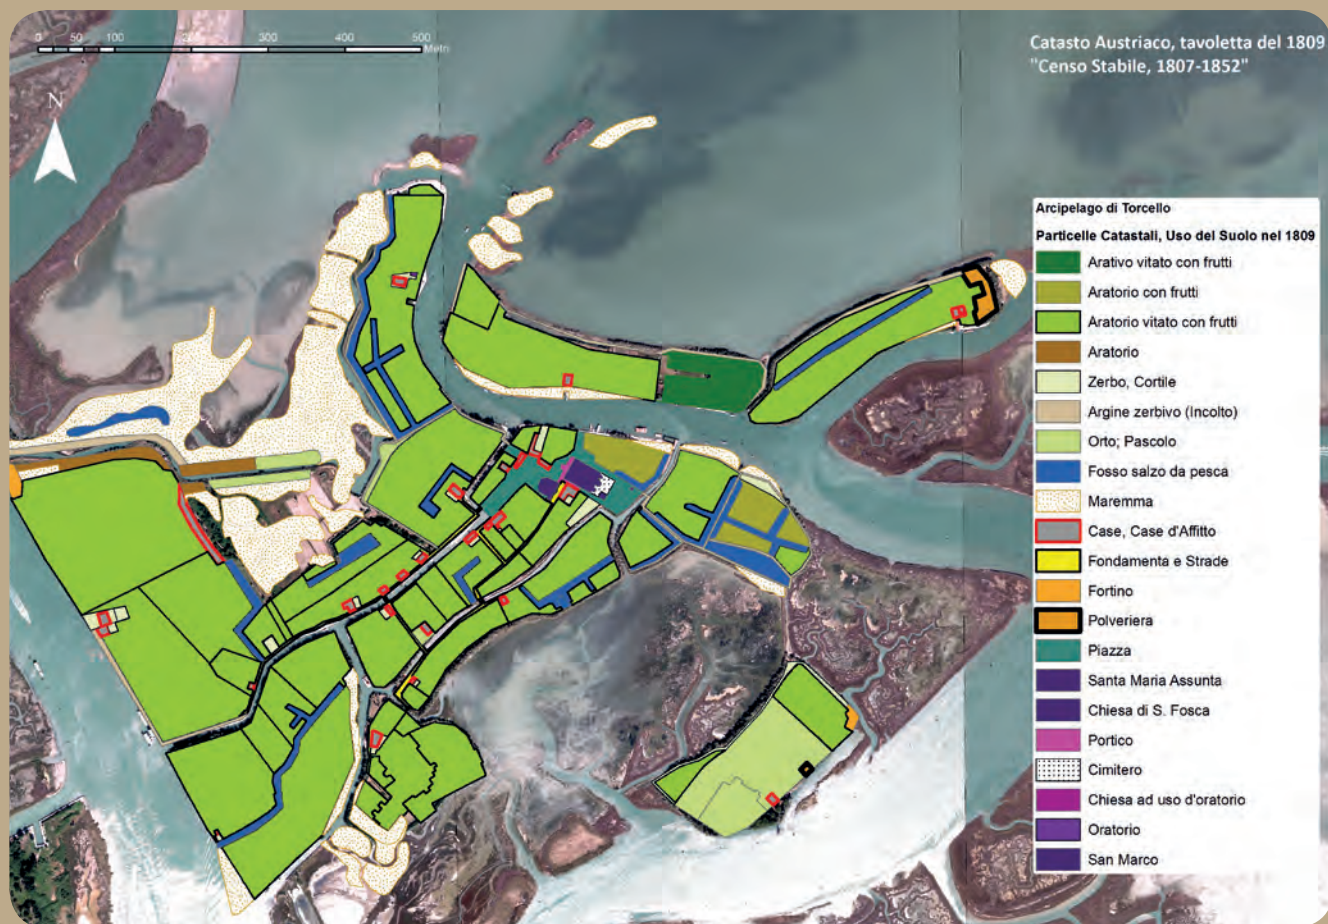 0 50 100 200 300 400 500
Metri
Catasto Austriaco, tavoletta del 1809
"Censo Stabile, 1807-1852"
N
Arcipelago di Torcello
Particelle Catastali, Uso del Suolo nel 1809
Arativo vitato con frutti
Aratorio con frutti
Aratorio vitato con frutti
Aratorio
Zerbo, Cortile
Argine zerbivo (Incolto)
Orto; Pascolo
Fosso salzo da pesca
Maremma
Case, Case d'Affitto
Fondamenta e Strade
Fortino
Polveriera
Piazza
Santa Maria Assunta
Chiesa di S. Fosca
Portico
Cimitero
Chiesa ad uso d'oratorio
Oratorio
San Marco